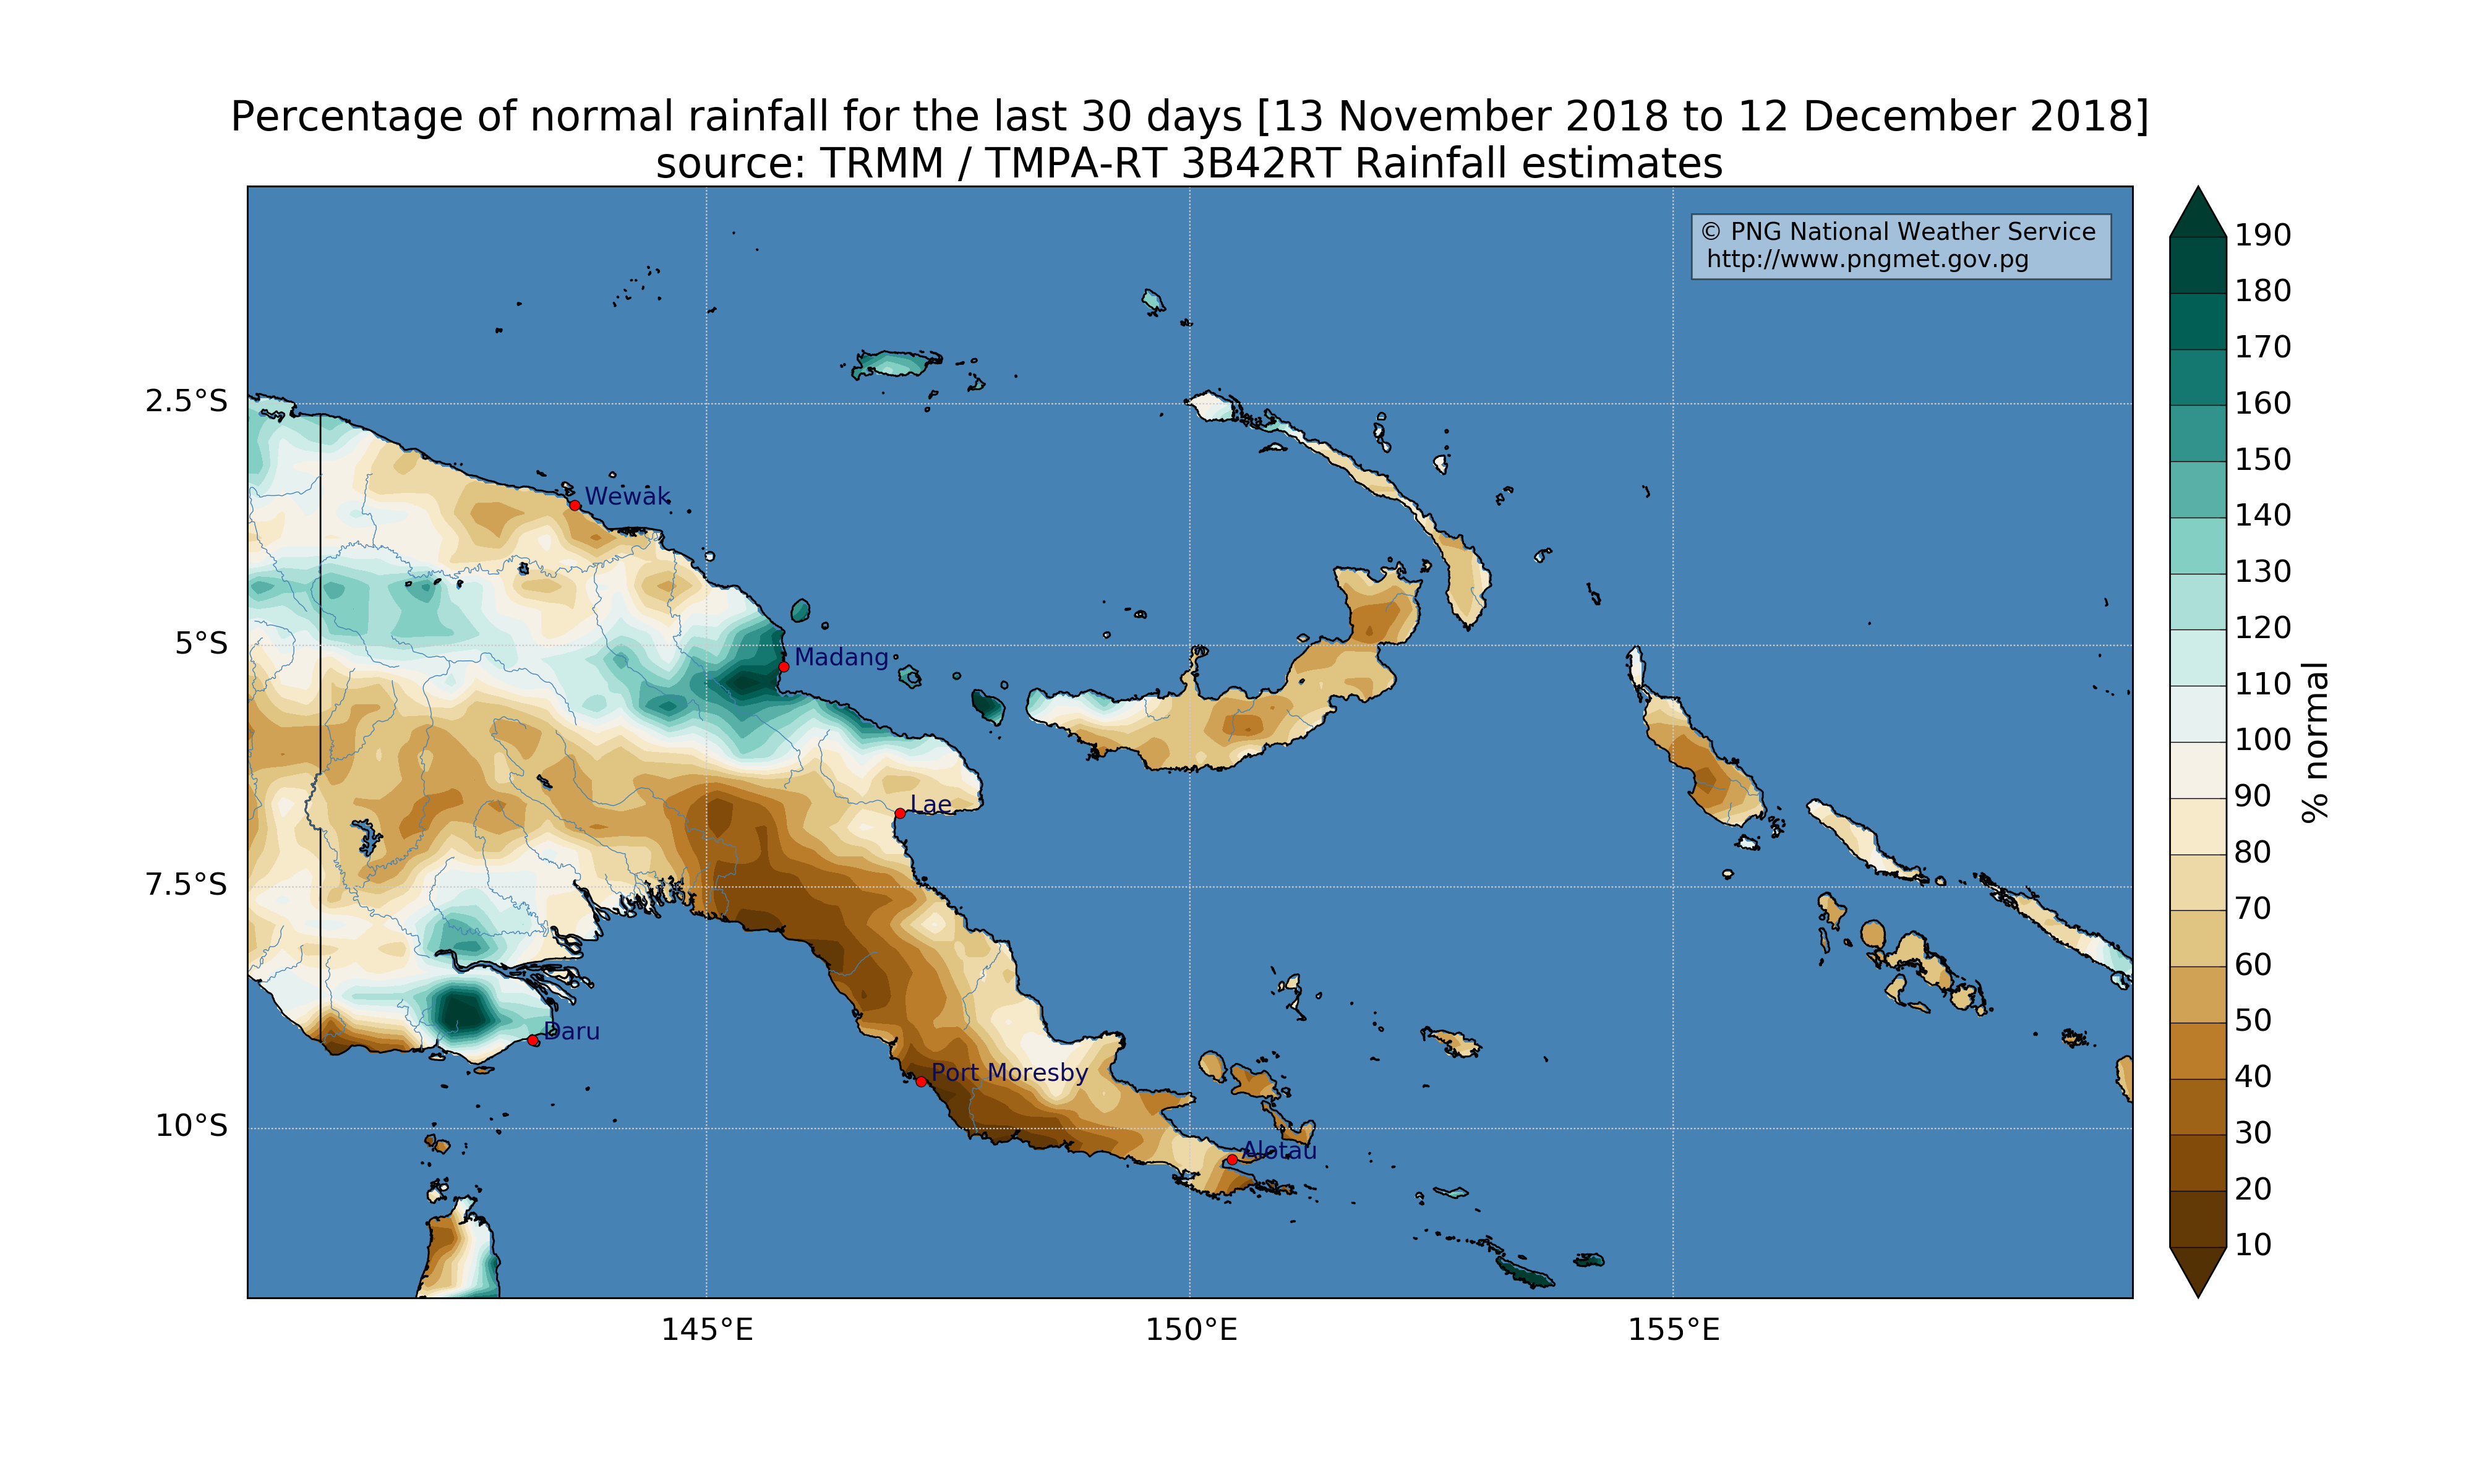 Percentage of normal rainfall for the last 30 days [13 November 2018 to 12 December 2018]
source: TRMM / TMPA-RT 3B42RT Rainfall estimates
© PNG National Weather Service
http://www.pngmet.gov.pg
190
180
170
160
150
140
130
120
110
100
90
80
70
60
50
40
30
20
10
% normal
2.5°S
5°S
7.5°S
10°S
Wewak
Madang
Lae
Daru
Port Moresby
Alotau
145°E
150°E
155°E